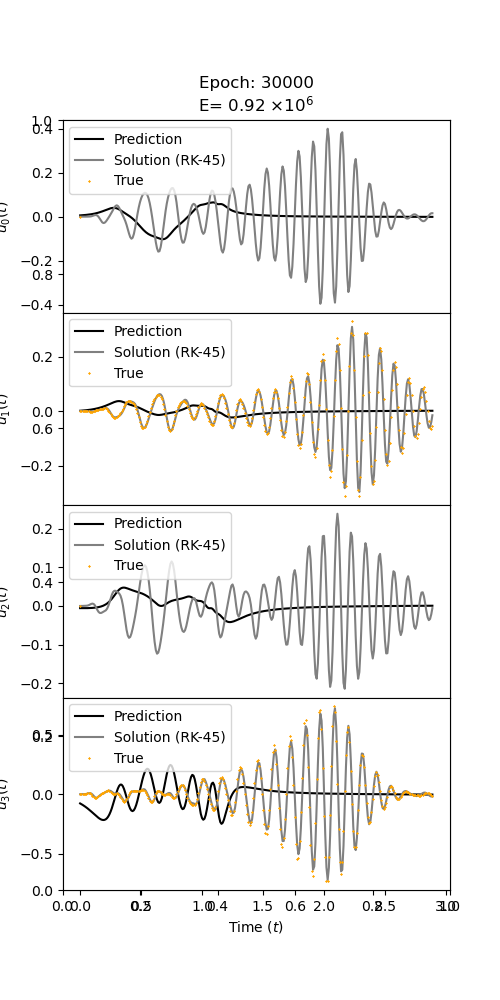 Epoch: 30000
E= 0.92 ×10⁶
1.0
0.4
Prediction
Solution (RK-45)
True
0.2
0.0
u₀(t)
−0.2
0.8
−0.4
Prediction
Solution (RK-45)
True
0.2
0.0
u₁(t)
0.6
−0.2
Prediction
Solution (RK-45)
True
0.2
0.1
0.4
u₂(t)
0.0
−0.1
−0.2
Prediction
Solution (RK-45)
True
0.5
0.2
0.0
u₃(t)
−0.5
0.0
0.0 0.0 0.5 0.2 1.0 0.4 1.5 0.6 2.0 0.8 2.5 3.0 1.0
Time (t)